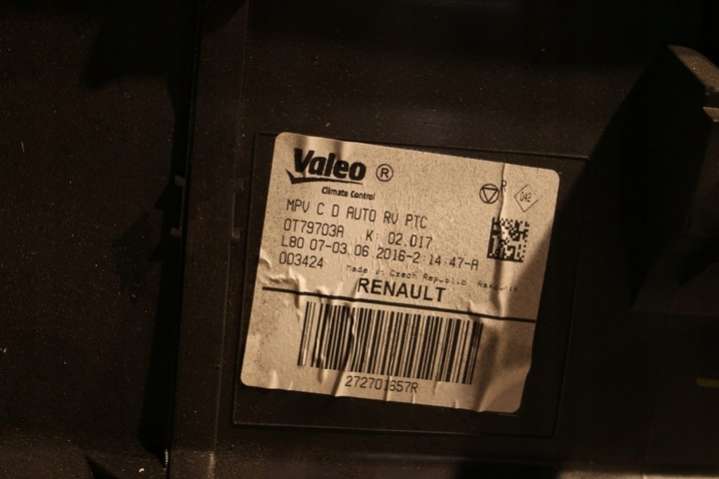 Valeo ®
Climate Control
MPV C D AUTO RV PTC
0T79703A K 02.017
LB0 07-03.06 2016-2 14:47-A
003424
Made in Czech Republic
RENAULT
272701657R